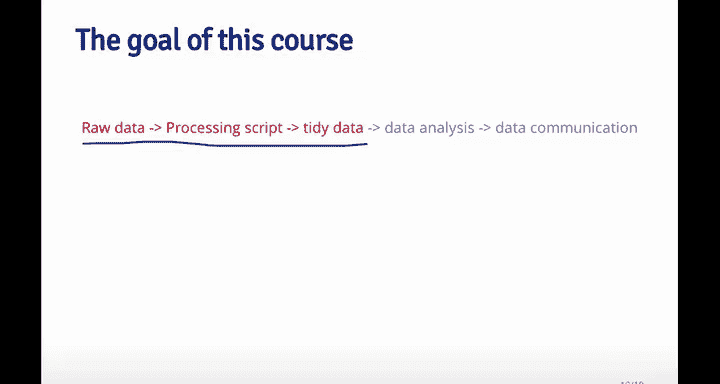 The goal of this course
Raw data -> Processing script -> tidy data -> data analysis -> data communication